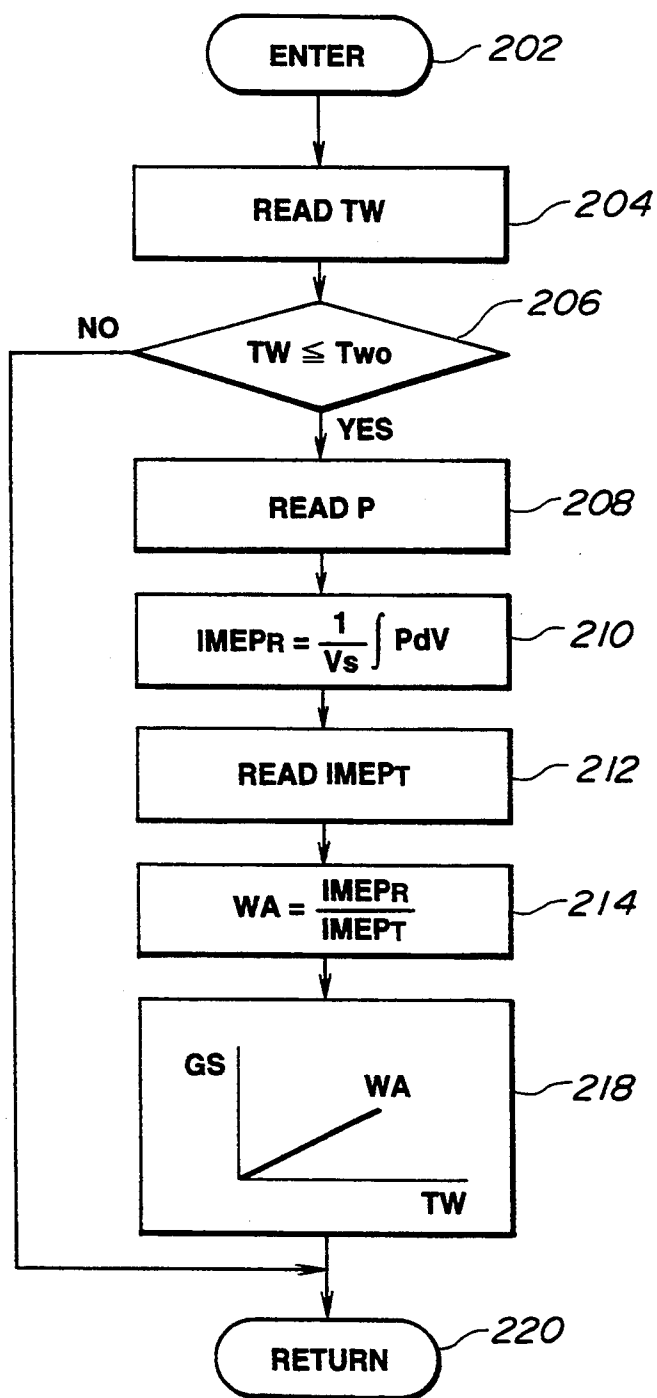 ENTER
202
READ TW
204
206
NO
TW ≦ Two
YES
READ P
208
IMEPR = 1/Vs ∫ PdV
210
READ IMEPT
212
WA = IMEPR/IMEPT
214
GS
WA
TW
218
RETURN
220